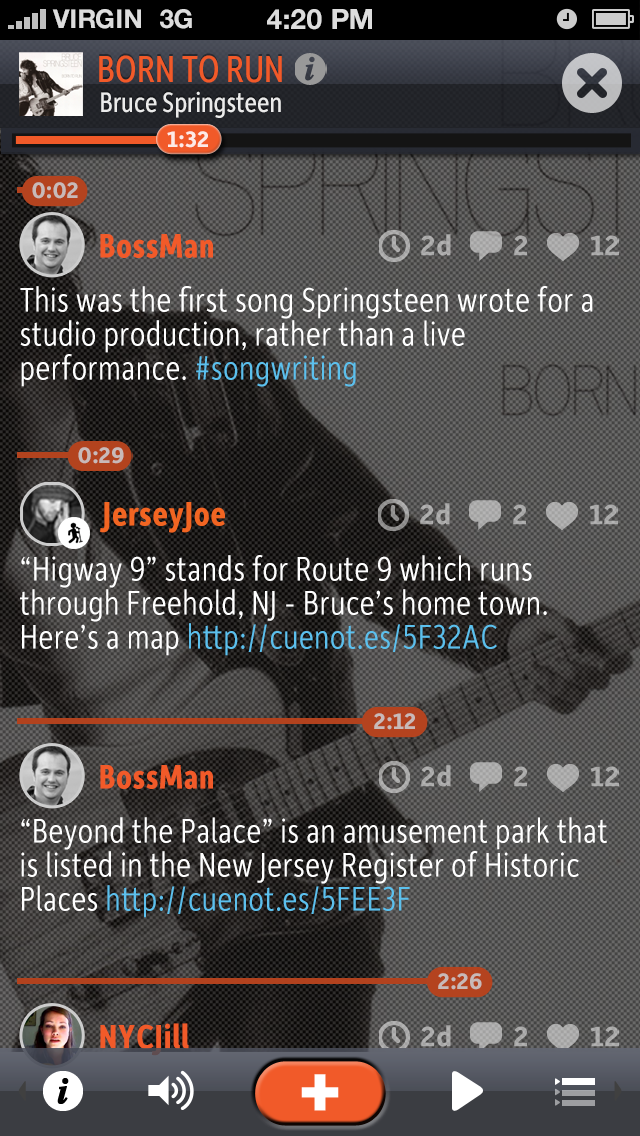 VIRGIN 3G 4:20 PM
BORN TO RUN i
Bruce Springsteen
1:32
0:02
BossMan 2d 2 12
This was the first song Springsteen wrote for a
studio production, rather than a live
performance. #songwriting
BORN
0:29
JerseyJoe 2d 2 12
“Higway 9” stands for Route 9 which runs
through Freehold, NJ - Bruce’s home town.
Here’s a map http://cuenot.es/5F32AC
2:12
BossMan 2d 2 12
“Beyond the Palace” is an amusement park that
is listed in the New Jersey Register of Historic
Places http://cuenot.es/5FEE3F
2:26
NYCJill 2d 2 12
i